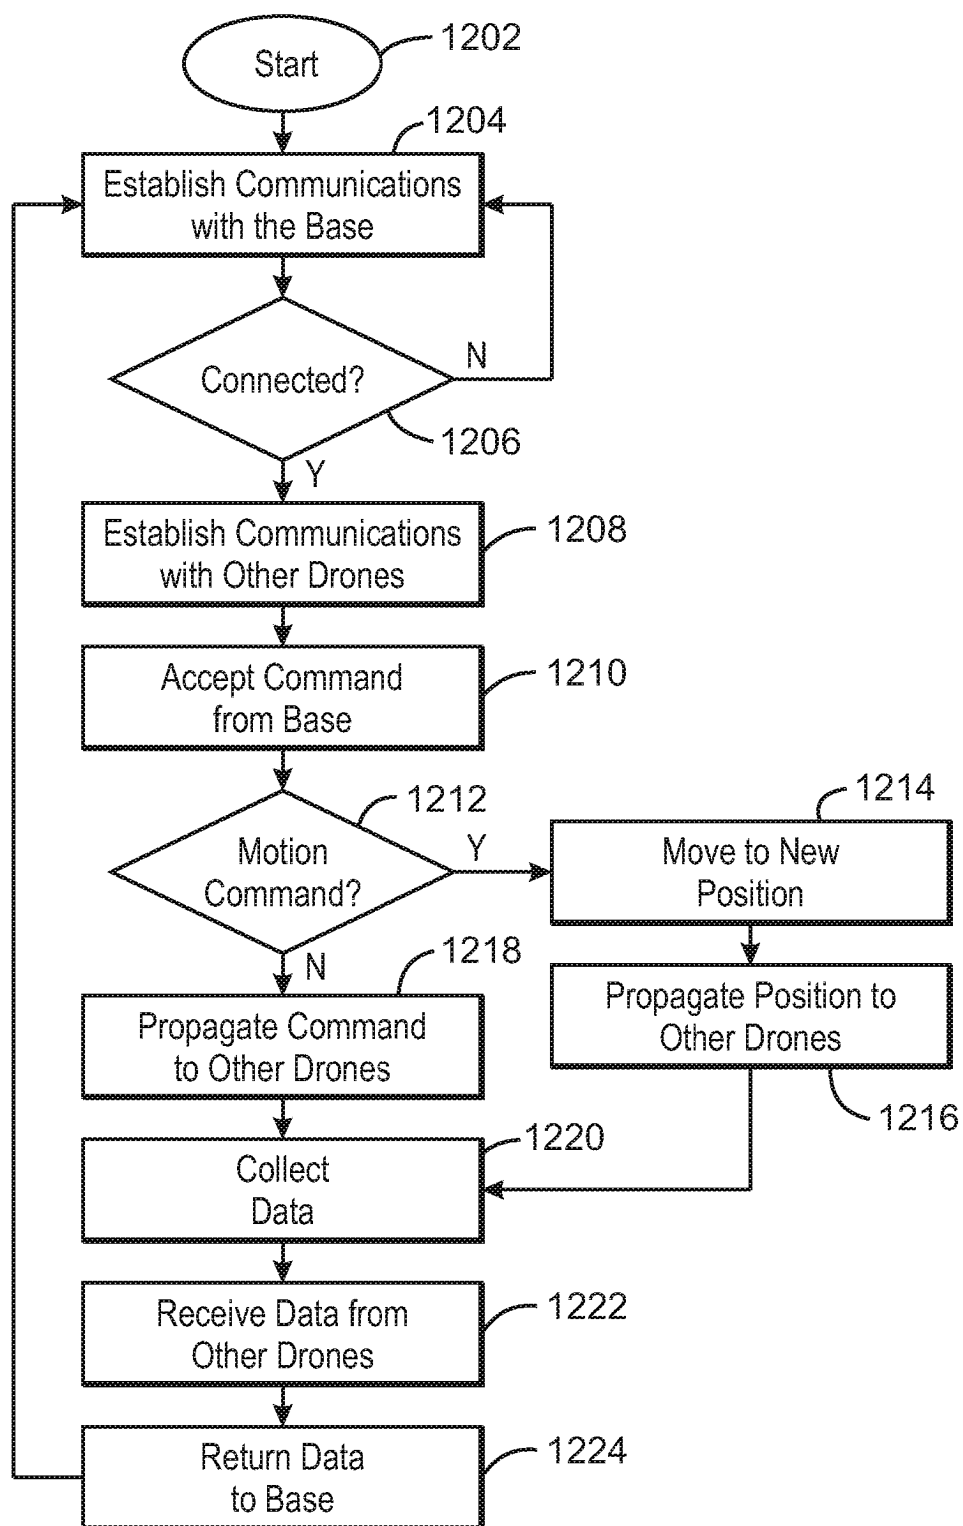 Start
1202
1204
Establish Communications
with the Base
Connected?
N
1206
Y
Establish Communications
with Other Drones
1208
Accept Command
from Base
1210
1212
Motion
Command?
Y
1214
Move to New
Position
N
1218
Propagate Command
to Other Drones
Propagate Position to
Other Drones
1216
1220
Collect
Data
Receive Data from
Other Drones
1222
Return Data
to Base
1224